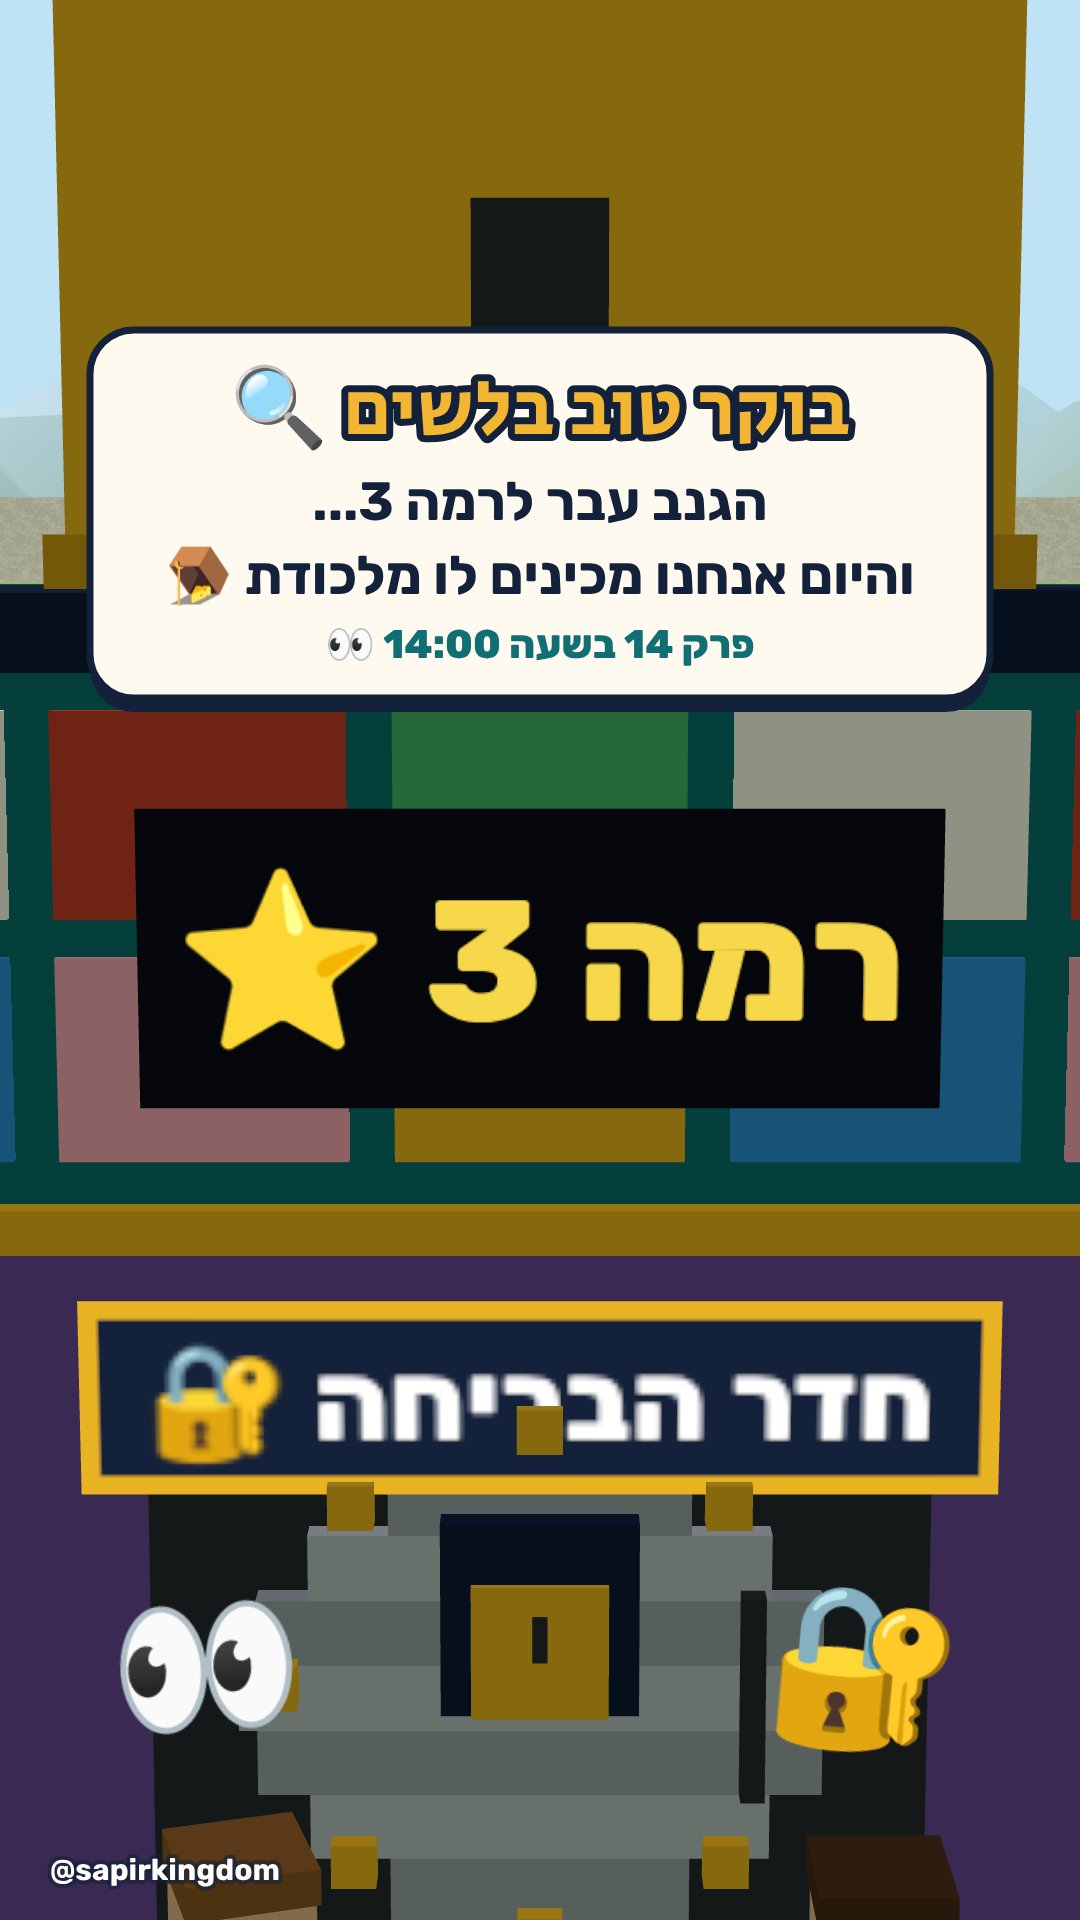 בוקר טוב בלשים 🔍
הגנב עבר לרמה 3...
והיום אנחנו מכינים לו מלכודת 🪤
פרק 14 בשעה 14:00 👀
רמה 3 ⭐
חדר הבריחה 🔐
@sapirkingdom